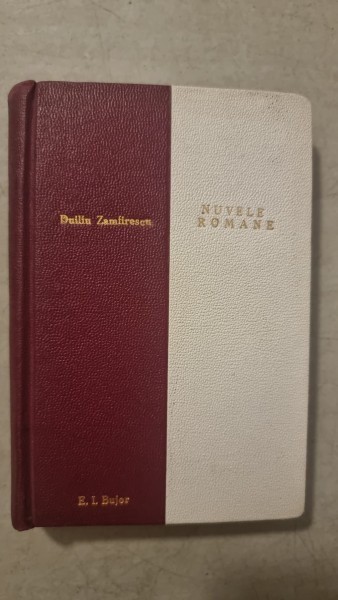 Duiliu Zamfirescu
NUVELE
ROMANE
E. I. Bujor